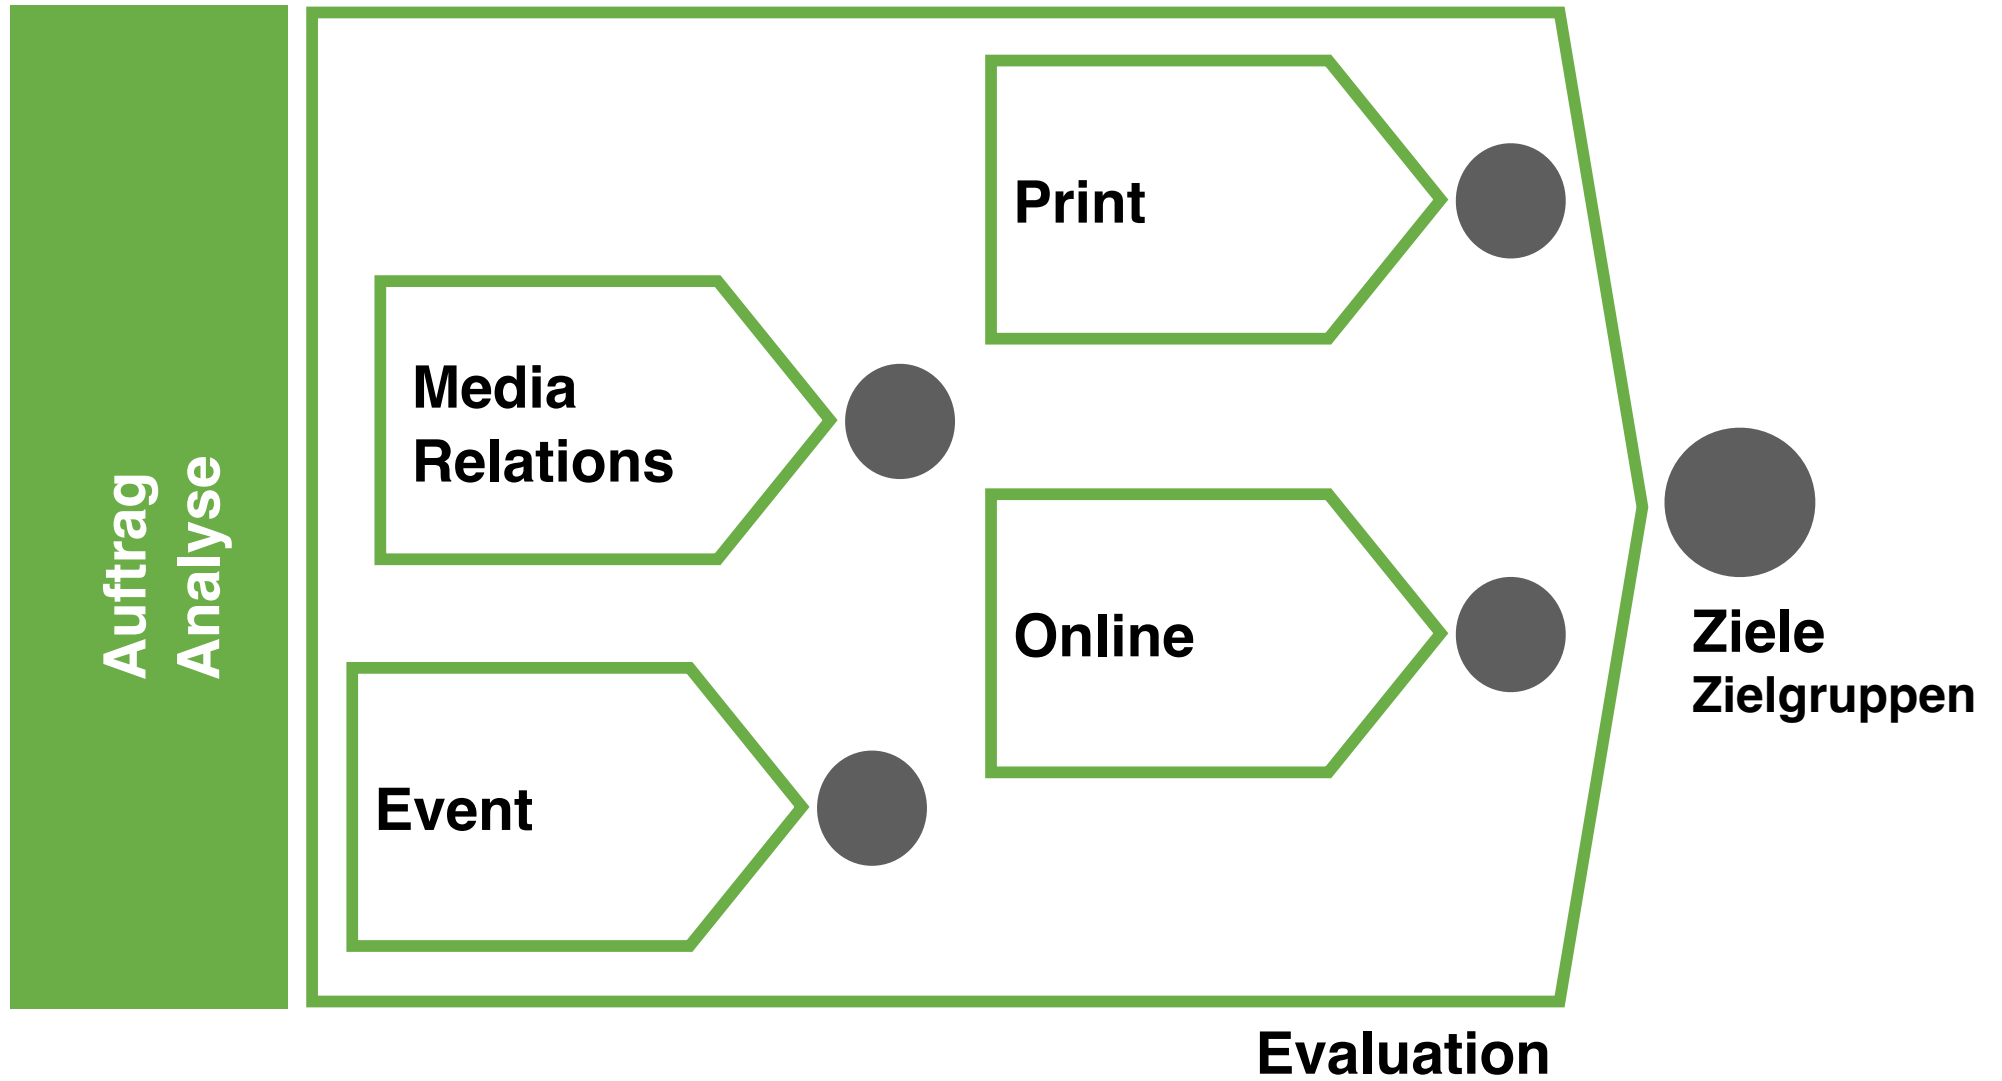 Auftrag
Analyse
Print
Media
Relations
Online
Event
Ziele
Zielgruppen
Evaluation